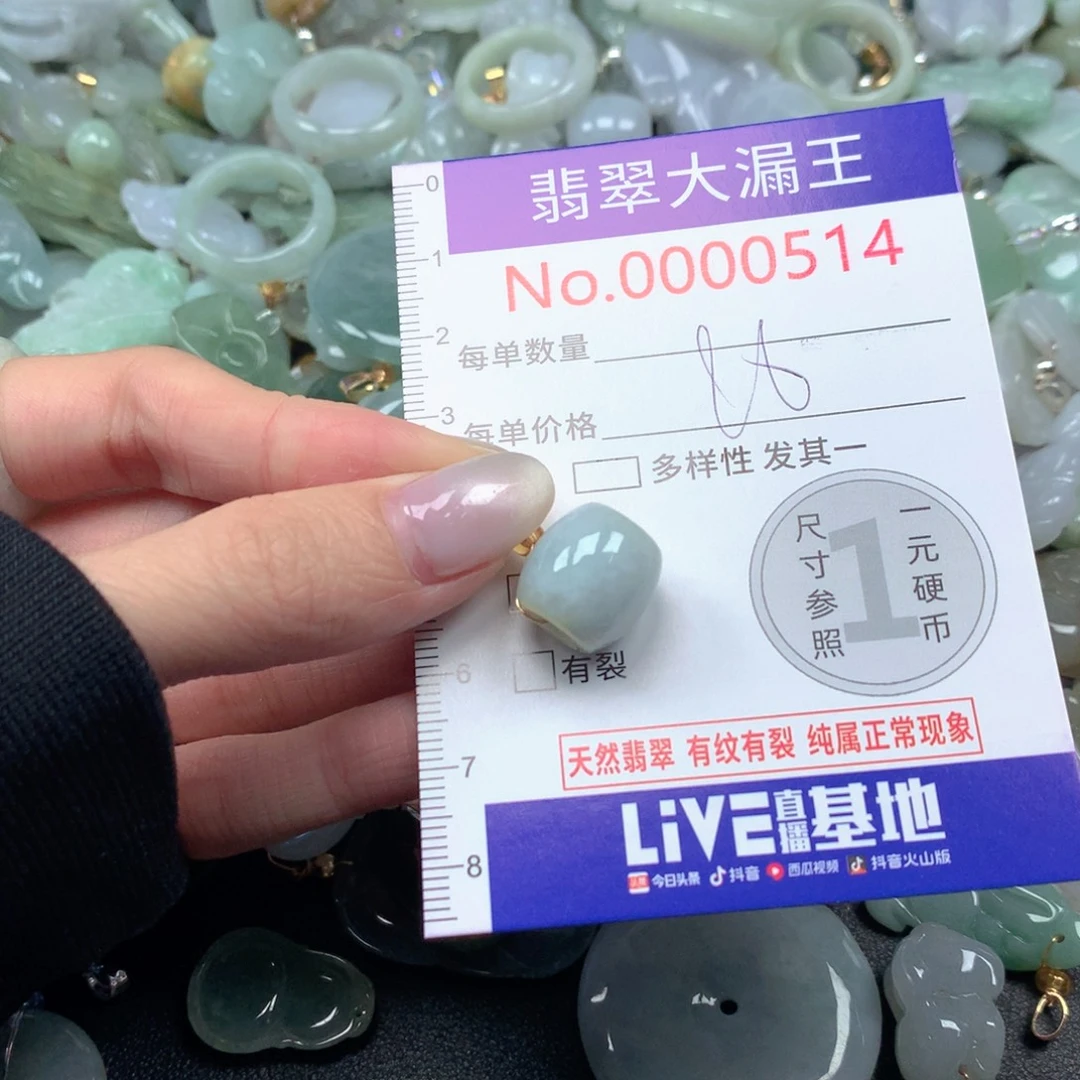 翡翠大漏王
No.0000514
0
1
2
每单数量
3
每单价格
多样性 发其一
尺寸参照
1
一元硬币
6
有裂
天然翡翠 有纹有裂 纯属正常现象
7
LiVE直播基地
8
头条 今日头条 抖音 西瓜视频 抖音火山版